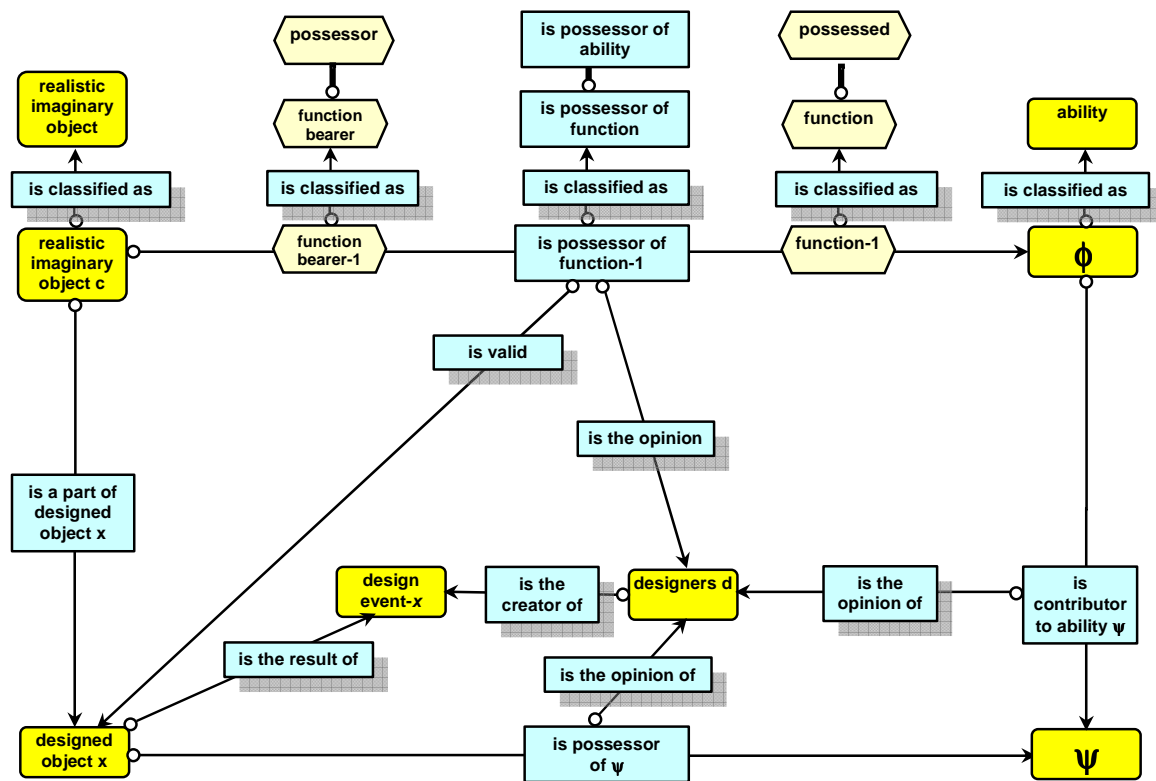 possessor
is possessor of
ability
possessed
realistic
imaginary
object
function
bearer
is possessor of
function
function
ability
is classified as
is classified as
is classified as
is classified as
is classified as
realistic
imaginary
object c
function
bearer-1
is possessor of
function-1
function-1
ϕ
is valid
is the opinion
is a part of
designed
object x
design
event-x
is the
creator of
designers d
is the
opinion of
is
contributor
to ability ψ
is the result of
is the opinion of
designed
object x
is possessor
of ψ
ψ